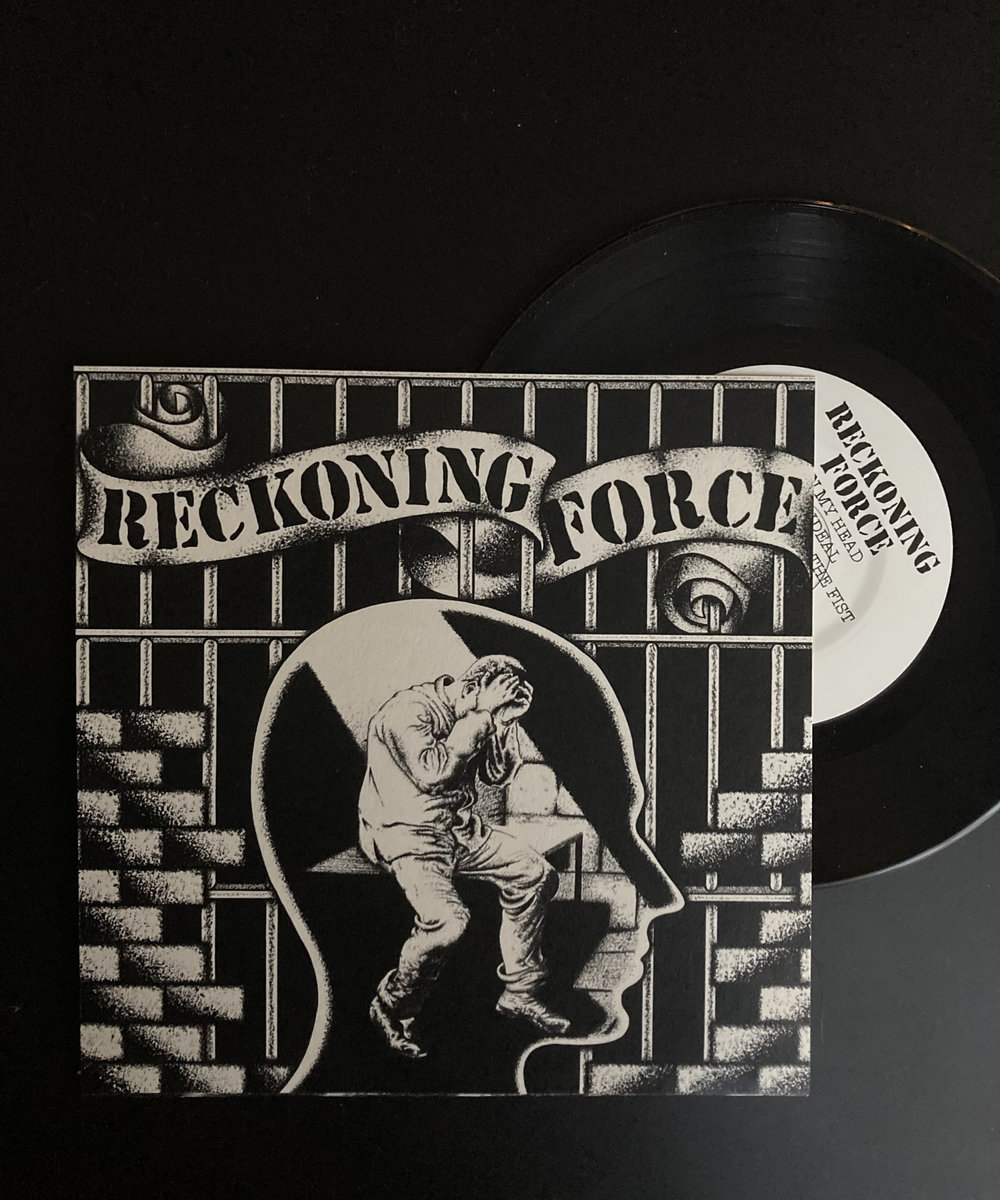 RECKONING FORCE
RECKONING
FORCE
MY HEAD
THE FIST